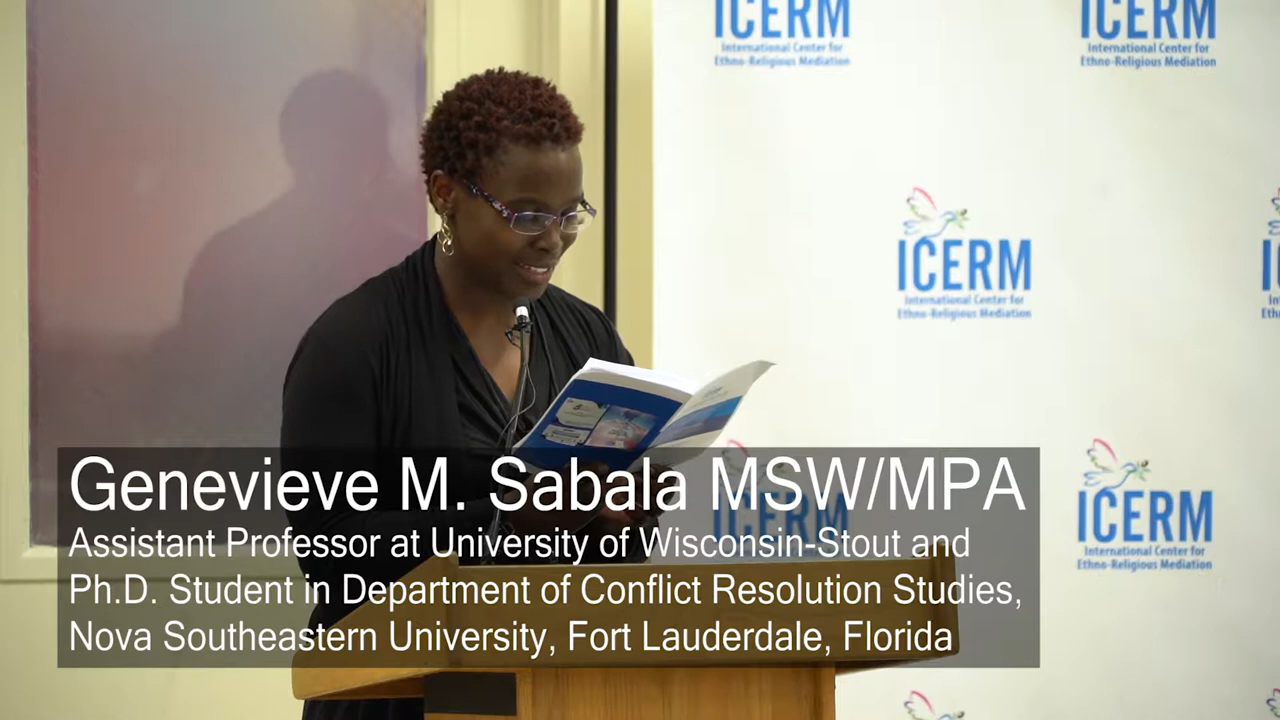 ICERM
International Center for
Ethno-Religious Mediation
ICERM
International Center for
Ethno-Religious Mediation
ICERM
International Center for
Ethno-Religious Mediation
Genevieve M. Sabala MSW/MPA
Assistant Professor at University of Wisconsin-Stout and
Ph.D. Student in Department of Conflict Resolution Studies,
Nova Southeastern University, Fort Lauderdale, Florida
ICERM
ICERM
International Center for
Ethno-Religious Mediation